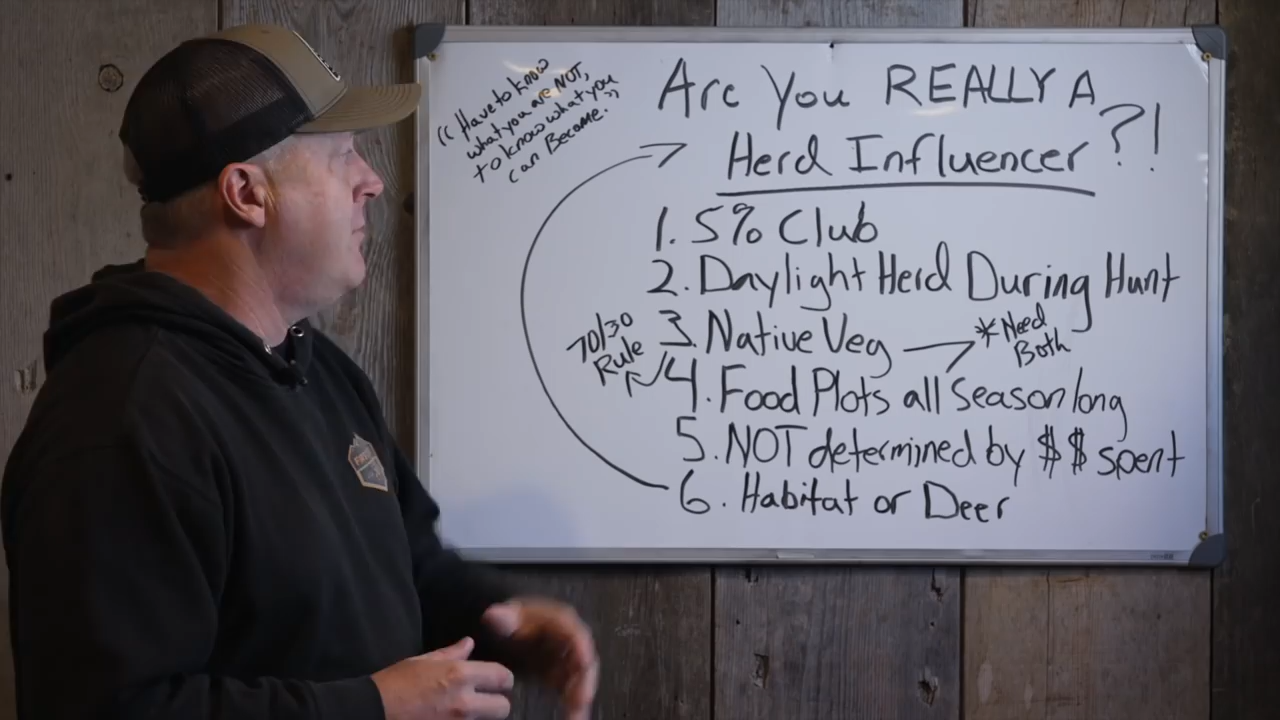 "Have to know
what you are NOT,
to know what you
can Become."
Are You REALLY A
Herd Influencer?!
1. 5% Club
2. Daylight Herd During Hunt
3. Native Veg
*Need
Both
70/30
Rule
4. Food Plots all Season long
5. NOT determined by $$ spent
6. Habitat or Deer